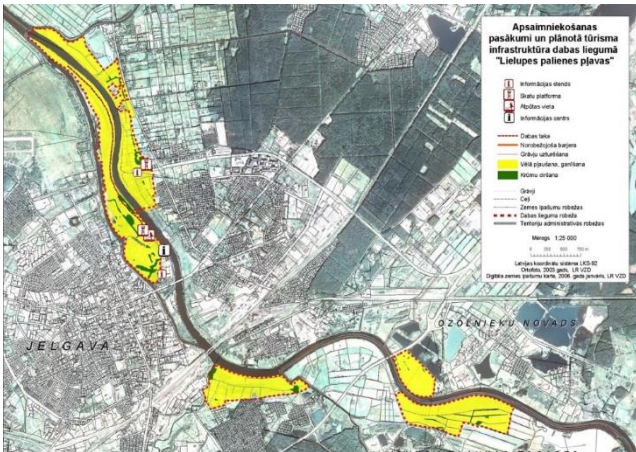 Apsaimniekošanas
pasākumi un plānotā tūrisma
infrastruktūra dabas liegumā
"Lielupes palienes pļavas"
Informācijas stends
Skatu platforma
Atpūtas vieta
Informācijas centrs
Dabas taka
Norobežojoša barjera
Grāvju uzturēšana
Vēlā pļaušana, ganīšana
Krūmu ciršana
Grāvji
Ceļi
Zemes īpašumu robežas
Dabas lieguma robeža
Teritoriju administratīvās robežas
Mērogs 1:25 000
Latvijas koordinātu sistēma LKS-92
Ortofoto, 2005.gads, LR VZD
Digitālā zemes īpašumu karte, 2006. gada janvāris, LR VZD
OZOLNIEKU NOVADS
JELGAVA